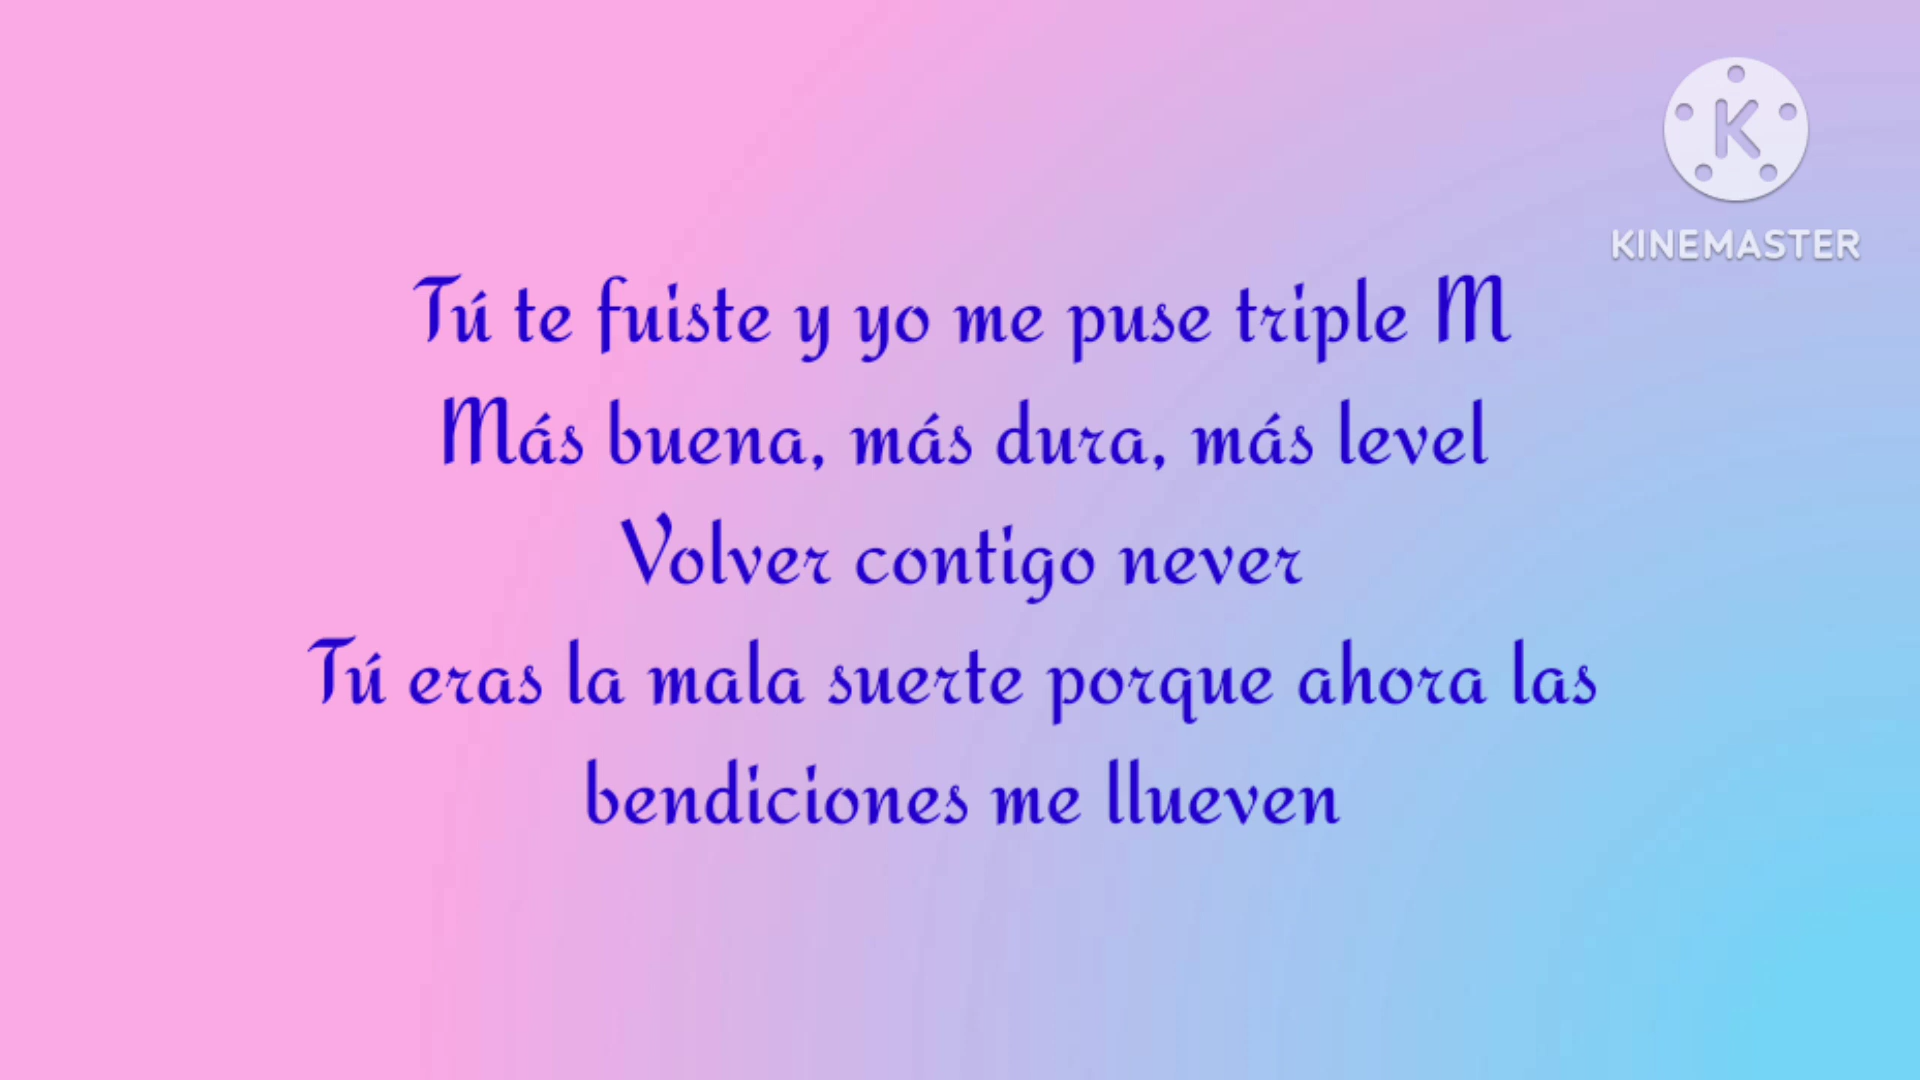 KINEMASTER
Tú te fuiste y yo me puse triple M
Más buena, más dura, más level
Volver contigo never
Tú eras la mala suerte porque ahora las
bendiciones me llueven